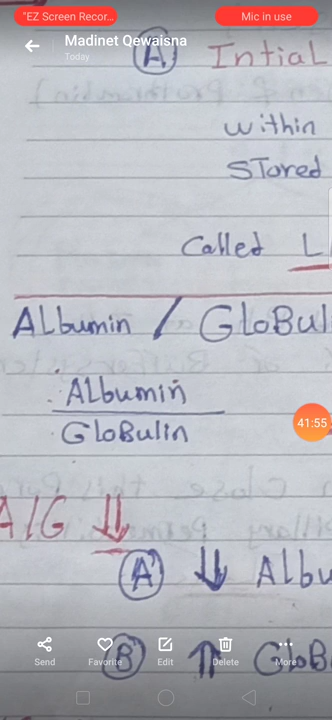 "EZ Screen Recor...
Mic in use
Madinet Qewaisna
Today
(A) Intial
within
STored
Called L
ALbumin / GLoBul
ALbumin
GLoBulin
41:55
A/G ↓↓
(A) ↓↓ Albu
Send
Favorite
Edit
Delete
More
(B) ↑ GloB